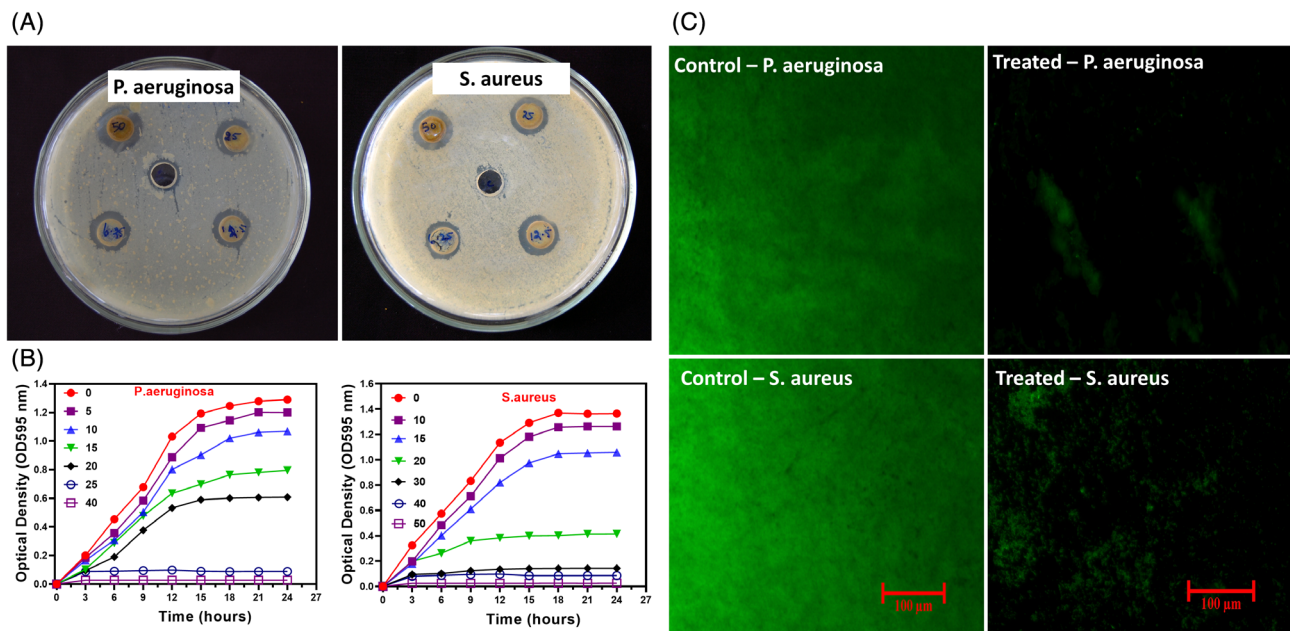 (A)
P. aeruginosa
50
25
12.5
S. aureus
50
25
12.5
(B)
Optical Density (OD595 nm)
1.4
1.2
1.0
0.8
0.6
0.4
0.2
0.0
P.aeruginosa
0
5
10
15
20
25
40
0 3 6 9 12 15 18 21 24 27
Time (hours)
Optical Density (OD595 nm)
1.6
1.4
1.2
1.0
0.8
0.6
0.4
0.2
0.0
S.aureus
0
10
15
20
30
40
50
0 3 6 9 12 15 18 21 24 27
Time (hours)
(C)
Control – P. aeruginosa
Treated – P. aeruginosa
Control – S. aureus
100 µm
Treated – S. aureus
100 µm